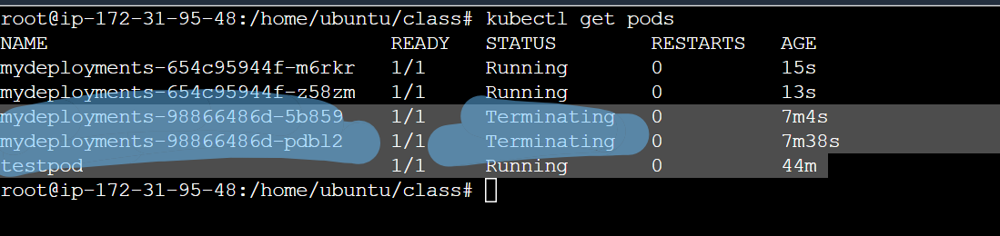 root@ip-172-31-95-48:/home/ubuntu/class# kubectl get pods
NAME READY STATUS RESTARTS AGE
mydeployments-654c95944f-m6rkr 1/1 Running 0 15s
mydeployments-654c95944f-z58zm 1/1 Running 0 13s
mydeployments-98866486d-5b859 1/1 Terminating 0 7m4s
mydeployments-98866486d-pdbl2 1/1 Terminating 0 7m38s
testpod 1/1 Running 0 44m
root@ip-172-31-95-48:/home/ubuntu/class#